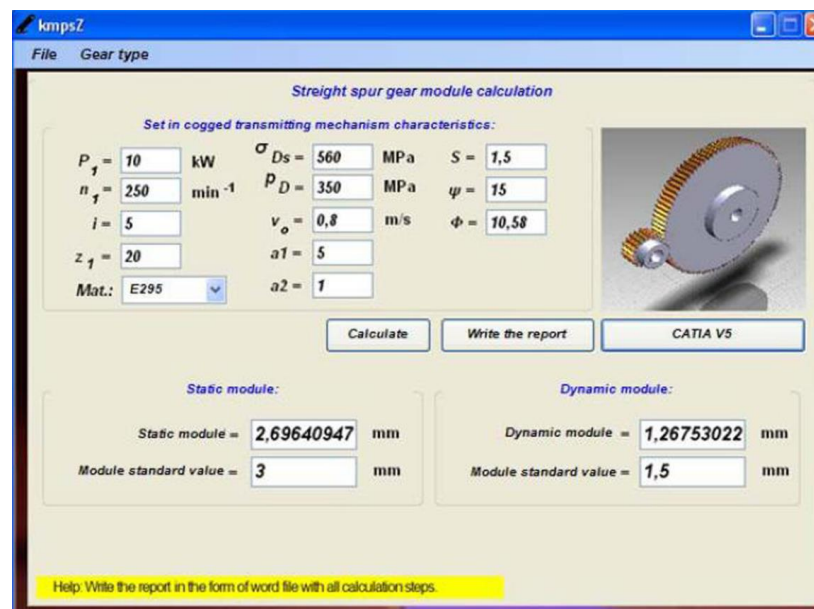 kmpsZ
File Gear type
Streight spur gear module calculation
Set in cogged transmitting mechanism characteristics:
P1 = 10 kW σDs = 560 MPa S = 1,5
n1 = 250 min -1 pD = 350 MPa ψ = 15
i = 5 vo = 0,8 m/s Φ = 10,58
z1 = 20 a1 = 5
Mat.: E295 a2 = 1
Calculate Write the report CATIA V5
Static module: Dynamic module:
Static module = 2,69640947 mm Dynamic module = 1,26753022 mm
Module standard value = 3 mm Module standard value = 1,5 mm
Help: Write the report in the form of word file with all calculation steps.